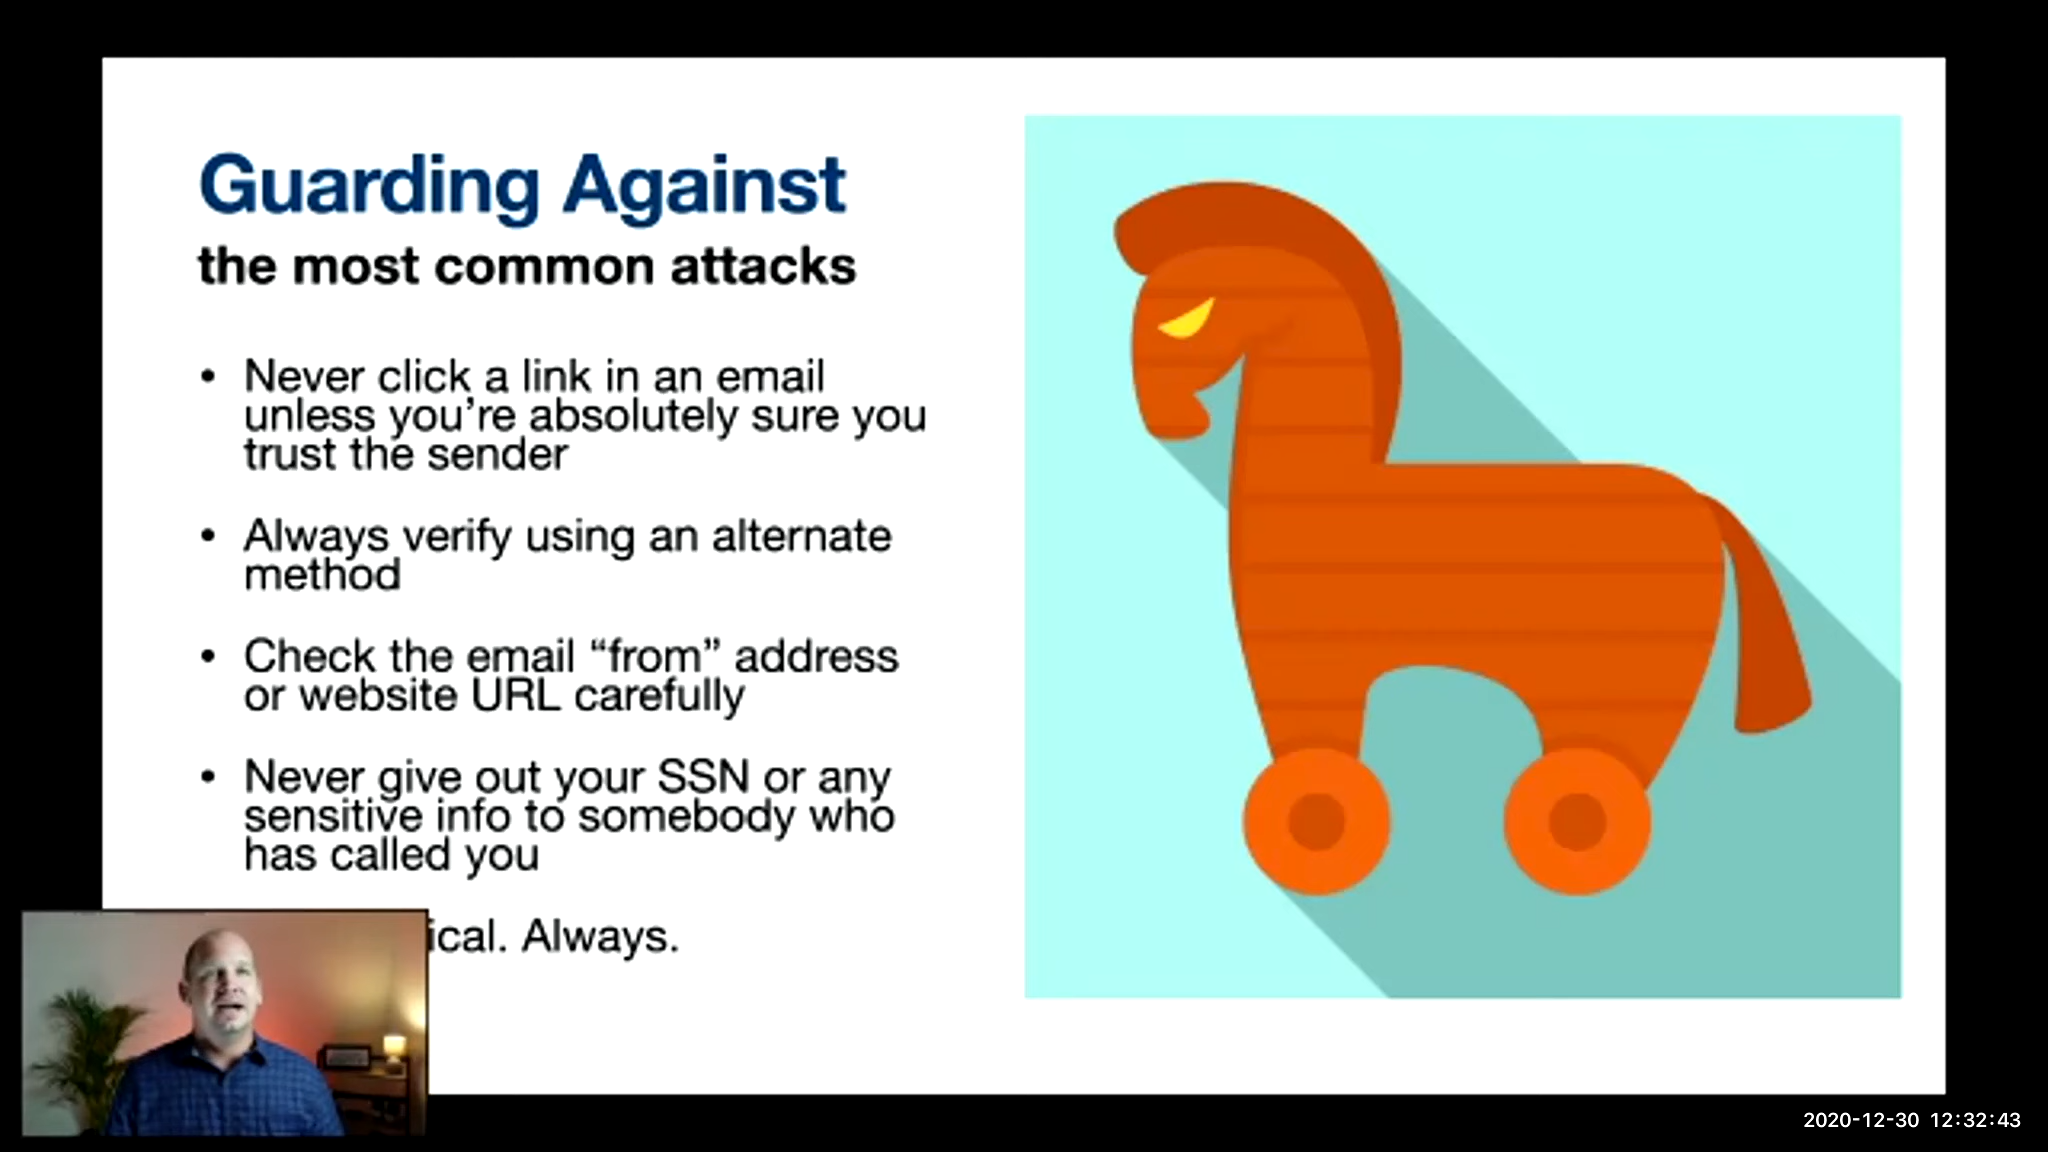 Guarding Against
the most common attacks
• Never click a link in an email
unless you’re absolutely sure you
trust the sender
• Always verify using an alternate
method
• Check the email “from” address
or website URL carefully
• Never give out your SSN or any
sensitive info to somebody who
has called you
ical. Always.
2020-12-30 12:32:43